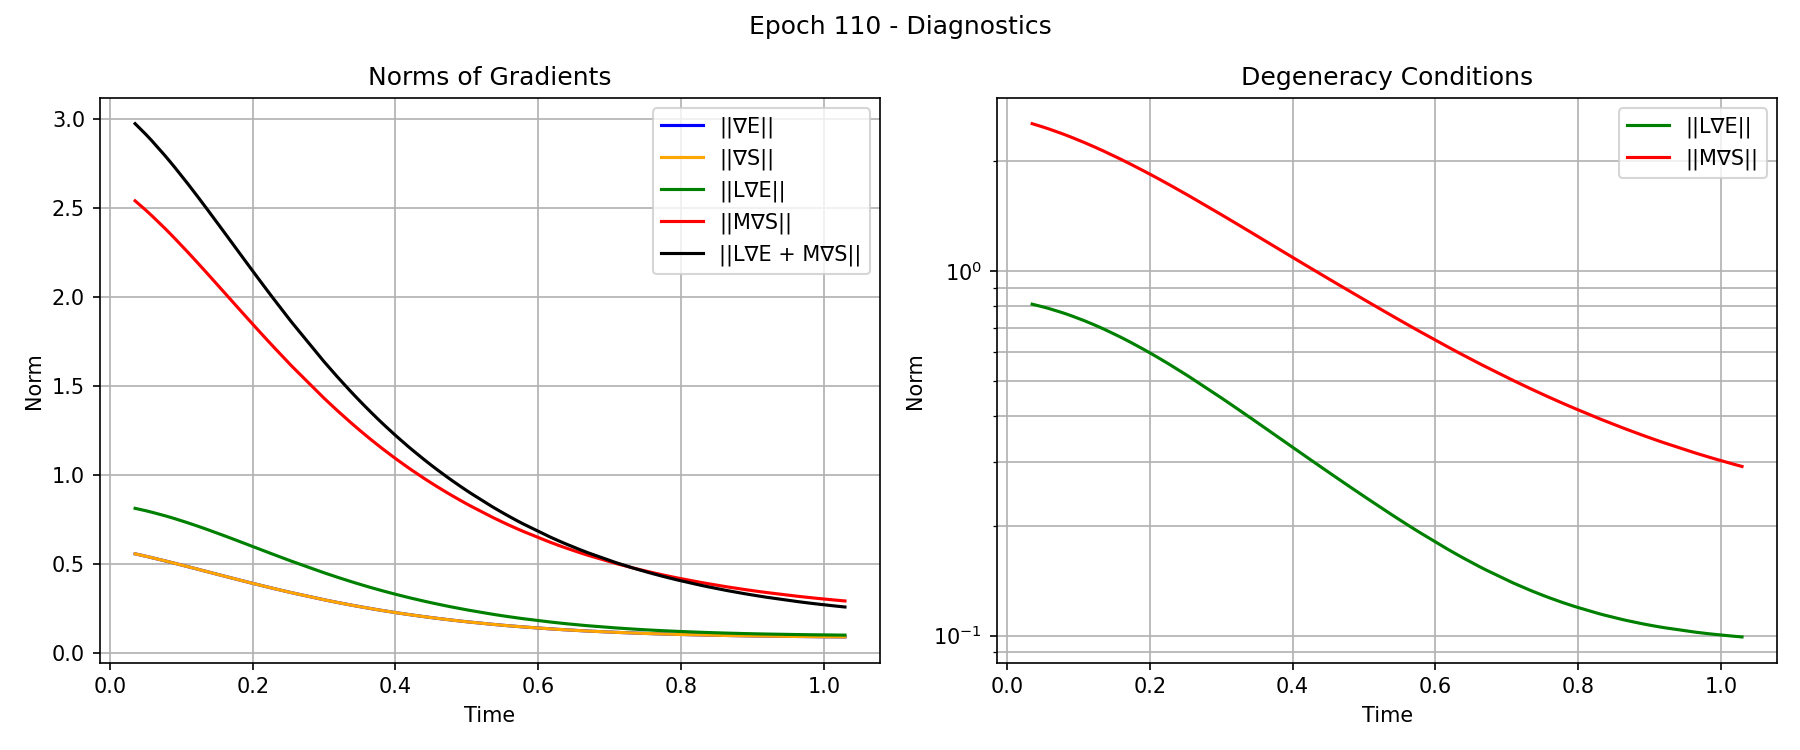 Epoch 110 - Diagnostics
Norms of Gradients
Norm
3.0
2.5
2.0
1.5
1.0
0.5
0.0
||∇E||
||∇S||
||L∇E||
||M∇S||
||L∇E + M∇S||
0.0 0.2 0.4 0.6 0.8 1.0
Time
Degeneracy Conditions
Norm
10⁰
10⁻¹
||L∇E||
||M∇S||
0.0 0.2 0.4 0.6 0.8 1.0
Time